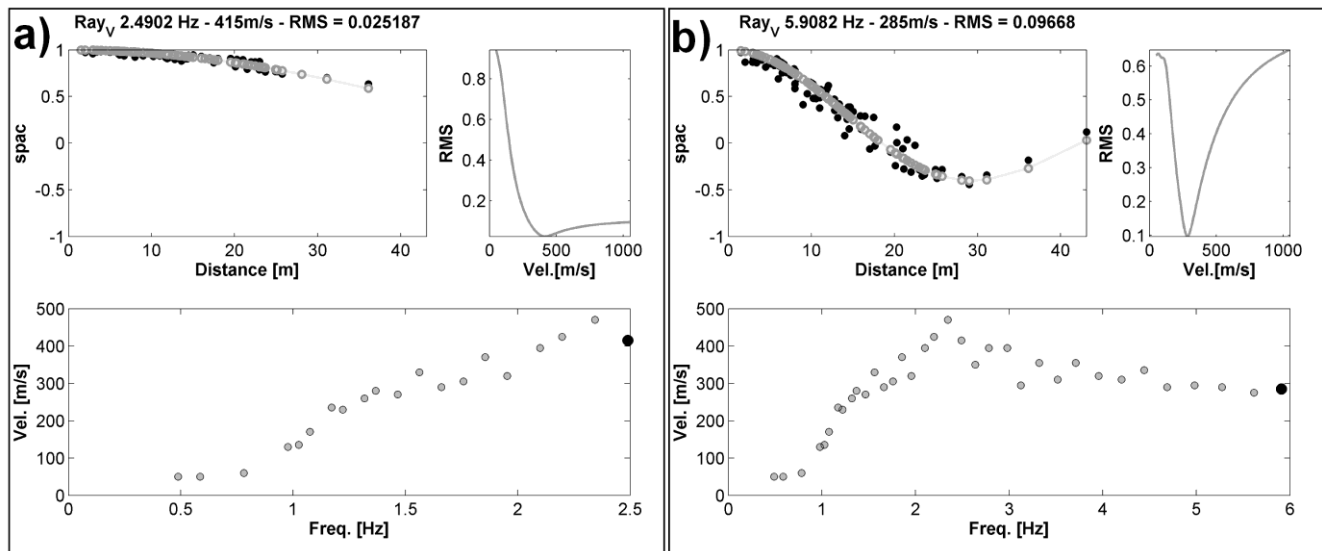 a)
Ray_V 2.4902 Hz - 415m/s - RMS = 0.025187
1
0.5
0
-0.5
-1
spac
0 10 20 30 40
Distance [m]
0.8
0.6
0.4
0.2
RMS
0 500 1000
Vel.[m/s]
500
400
300
200
100
0
Vel. [m/s]
0.5 1 1.5 2 2.5
Freq. [Hz]
b)
Ray_V 5.9082 Hz - 285m/s - RMS = 0.09668
1
0.5
0
-0.5
-1
spac
0 10 20 30 40
Distance [m]
0.6
0.5
0.4
0.3
0.2
0.1
RMS
0 500 1000
Vel.[m/s]
500
400
300
200
100
0
Vel. [m/s]
0 1 2 3 4 5 6
Freq. [Hz]